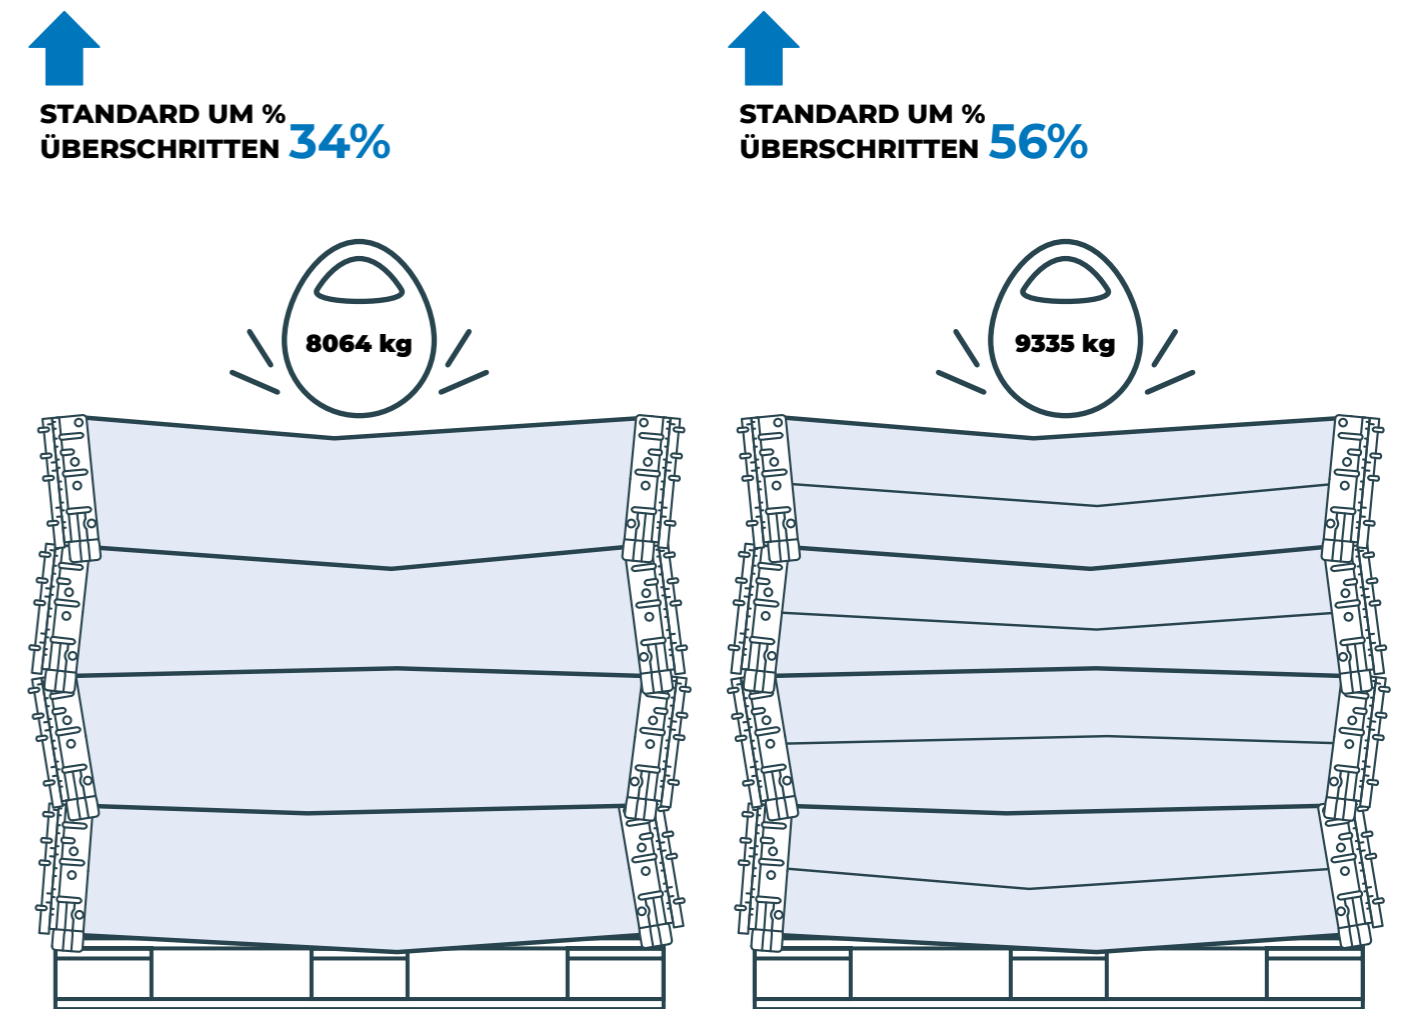 STANDARD UM %
ÜBERSCHRITTEN 34%
8064 kg
STANDARD UM %
ÜBERSCHRITTEN 56%
9335 kg